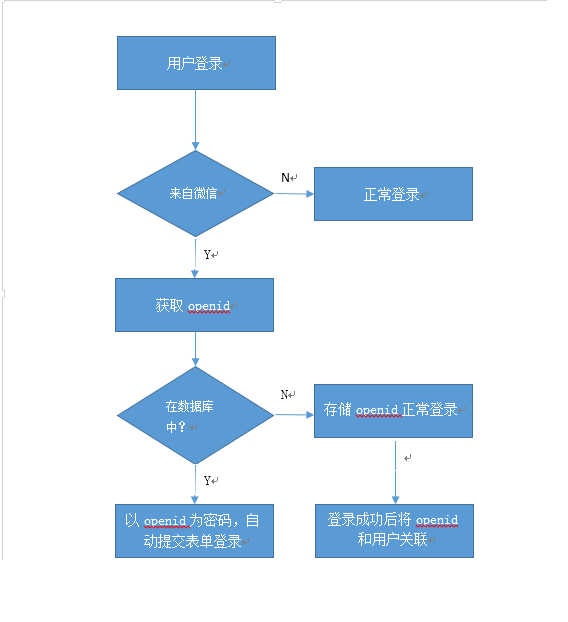 用户登录
来自微信
N
正常登录
Y
获取 openid
在数据库
中？
N
存储 openid 正常登录
Y
以 openid 为密码，自
动提交表单登录
登录成功后将 openid
和用户关联